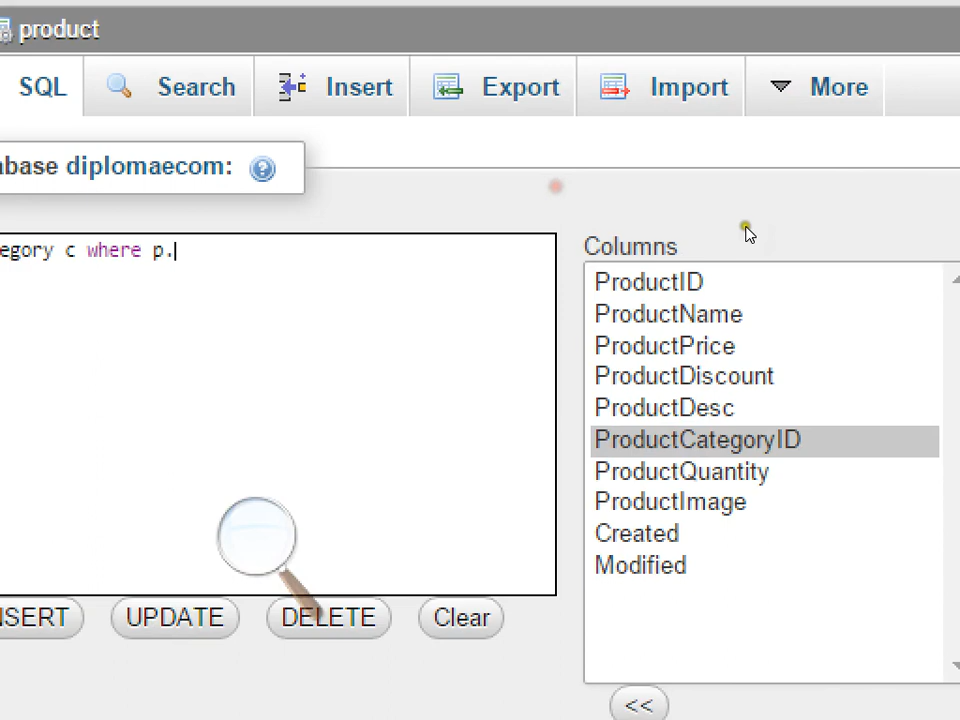 product
SQL Search Insert Export Import More
abase diplomaecom:
egory c where p.
Columns
ProductID
ProductName
ProductPrice
ProductDiscount
ProductDesc
ProductCategoryID
ProductQuantity
ProductImage
Created
Modified
NSERT UPDATE DELETE Clear
<<